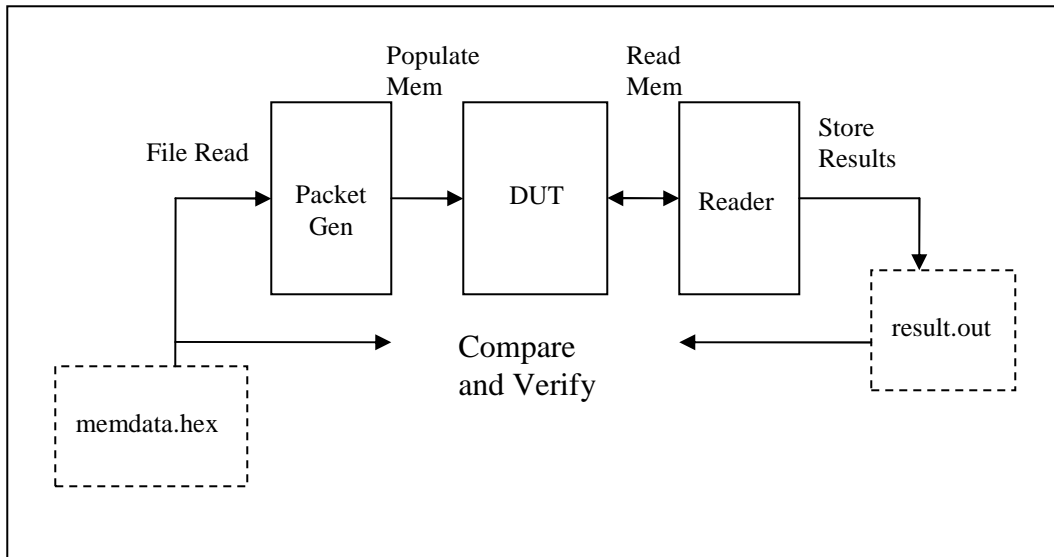 Populate
Mem
Read
Mem
File Read
Store
Results
Packet
Gen
DUT
Reader
result.out
Compare
and Verify
memdata.hex